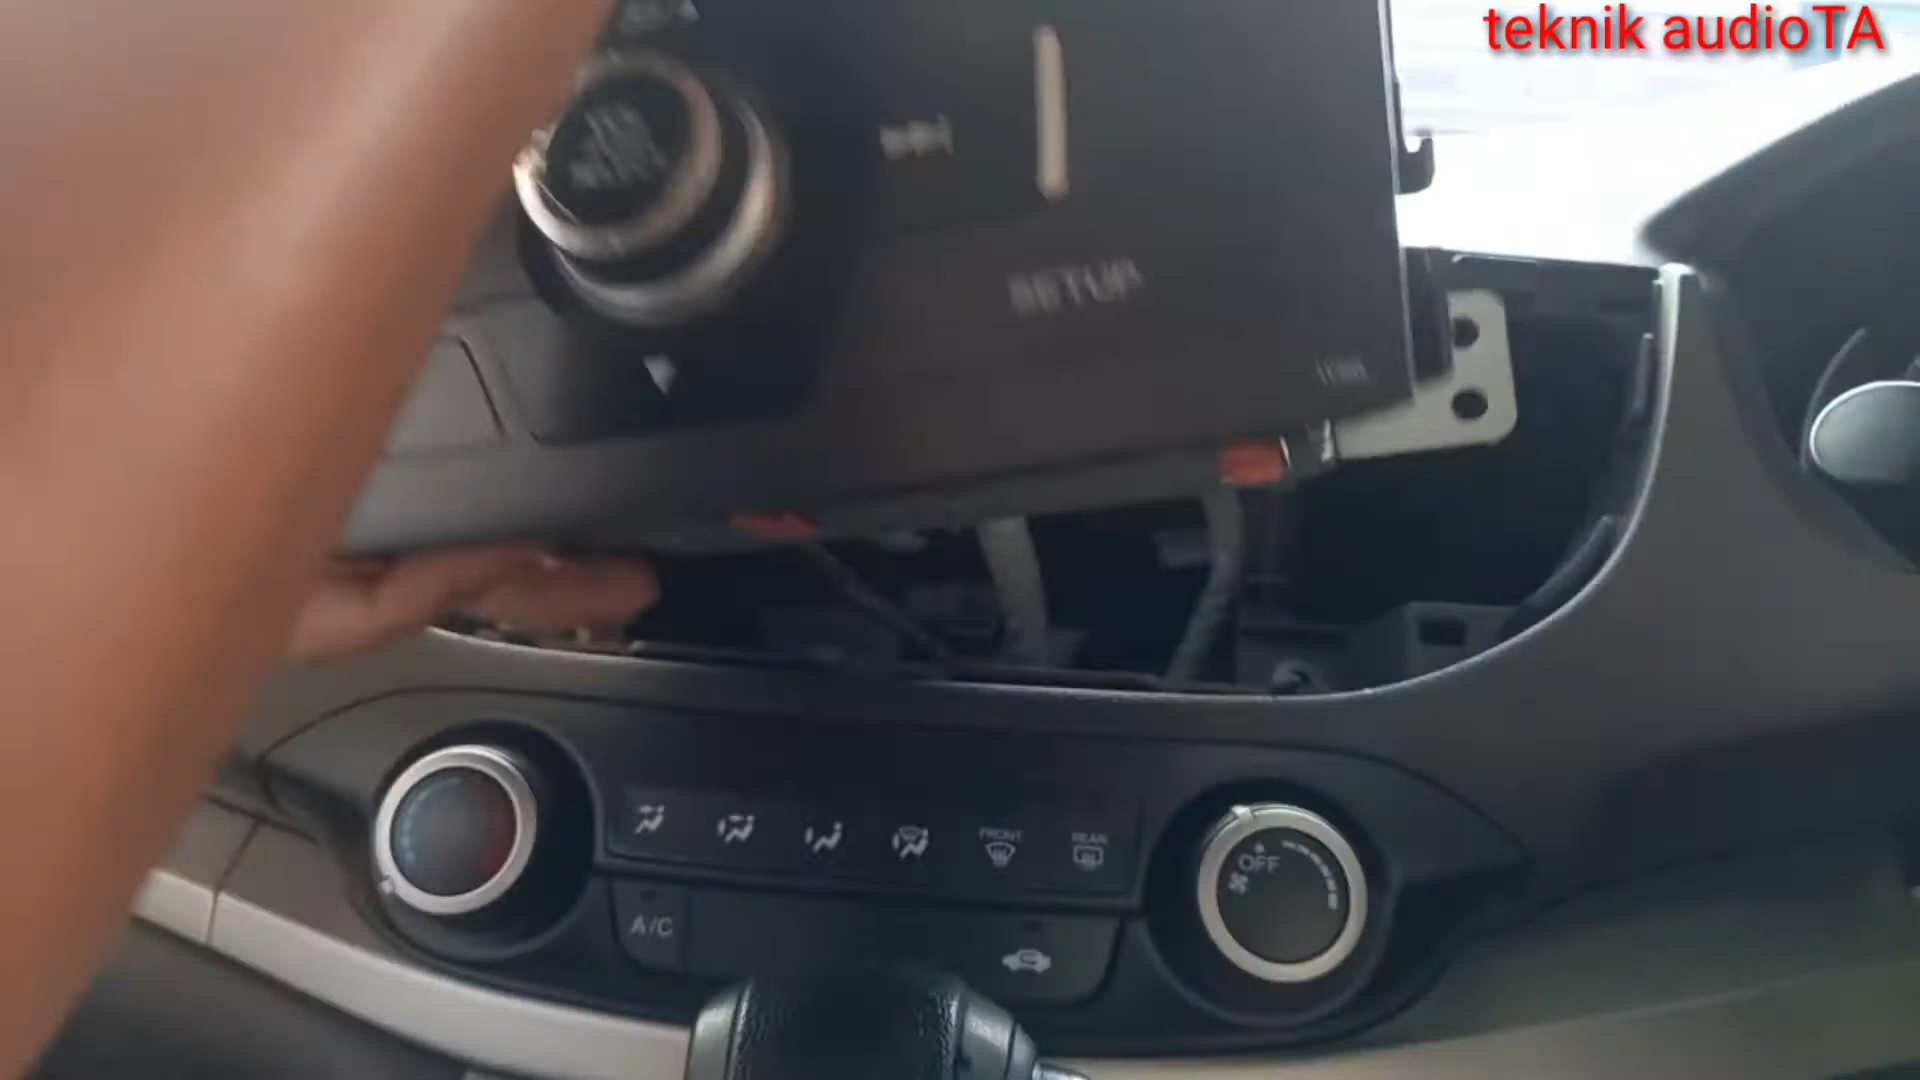 teknik audioTA
SETUP
FRONT
REAR
OFF
A/C